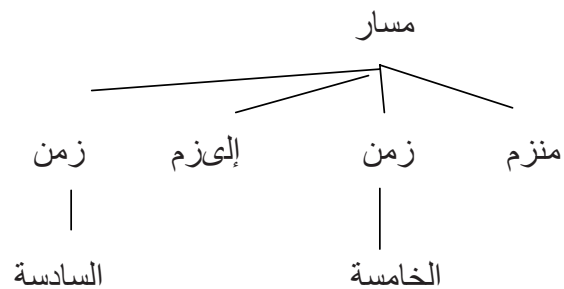 مسار
منزم زمن إلىزم زمن
الخامسة السادسة